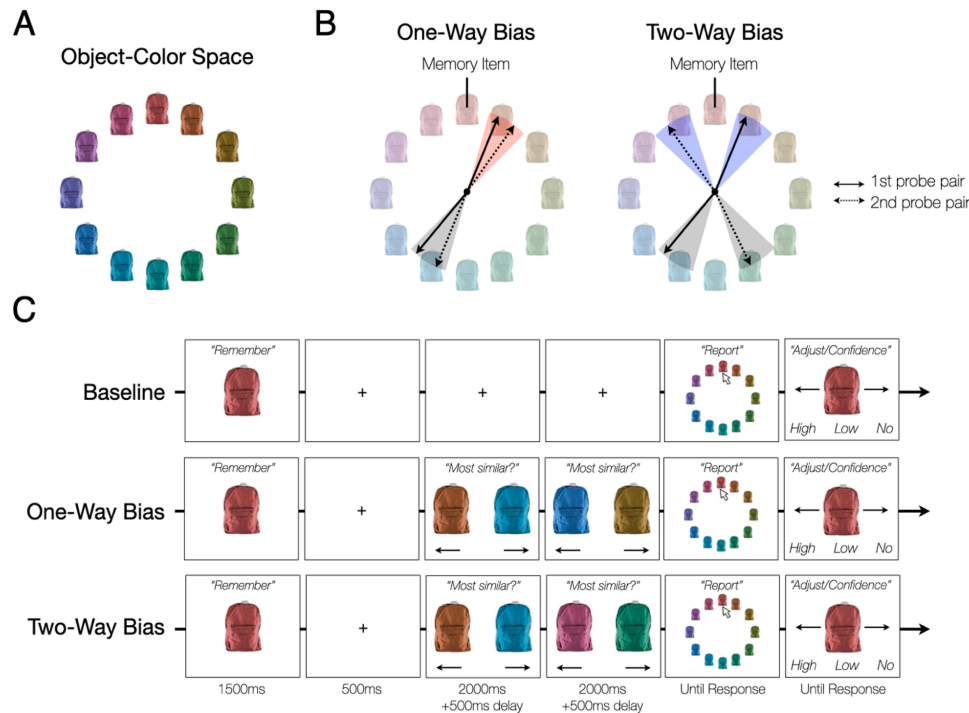 A
Object-Color Space
B
One-Way Bias
Memory Item
Two-Way Bias
Memory Item
1st probe pair
2nd probe pair
C
Baseline
"Remember"
+
+
+
"Report"
"Adjust/Confidence"
High Low No
One-Way Bias
"Remember"
+
"Most similar?"
"Most similar?"
"Report"
"Adjust/Confidence"
High Low No
Two-Way Bias
"Remember"
+
"Most similar?"
"Most similar?"
"Report"
"Adjust/Confidence"
High Low No
1500ms
500ms
2000ms
+500ms delay
2000ms
+500ms delay
Until Response
Until Response